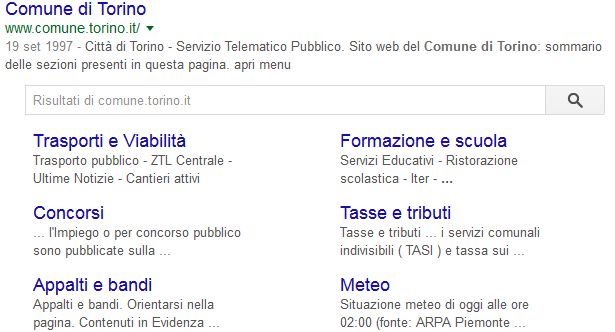 Comune di Torino
www.comune.torino.it/
19 set 1997 - Città di Torino - Servizio Telematico Pubblico. Sito web del Comune di Torino: sommario
delle sezioni presenti in questa pagina. apri menu
Risultati di comune.torino.it
Trasporti e Viabilità
Trasporto pubblico - ZTL Centrale -
Ultime Notizie - Cantieri attivi
Formazione e scuola
Servizi Educativi - Ristorazione
scolastica - Iter - ...
Concorsi
... l'Impiego o per concorso pubblico
sono pubblicate sulla ...
Tasse e tributi
Tasse e tributi ... i servizi comunali
indivisibili ( TASI ) e tassa sui ...
Appalti e bandi
Appalti e bandi. Orientarsi nella
pagina. Contenuti in Evidenza ...
Meteo
Situazione meteo di oggi alle ore
02:00 (fonte: ARPA Piemonte ...